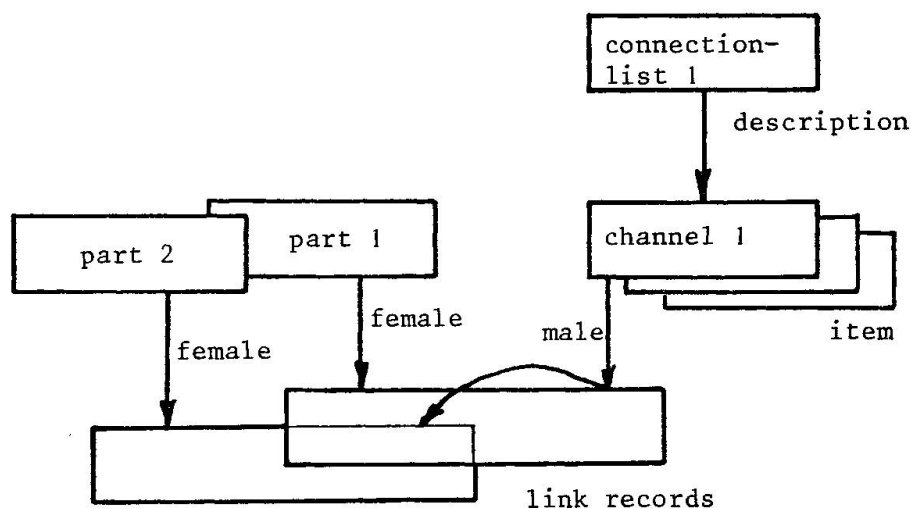 connection-
list 1
description
part 2
part 1
channel 1
female
female
male
item
link records